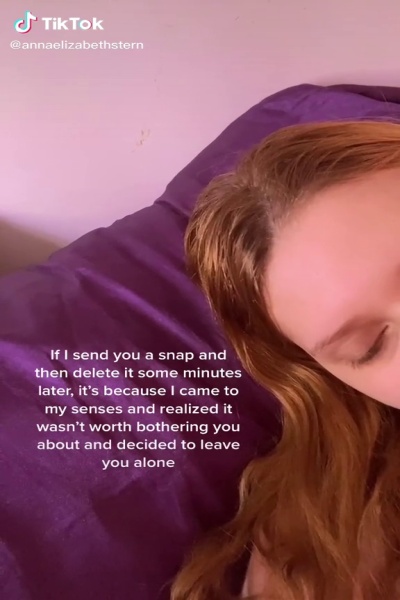 TikTok
@annaelizabethstern
If I send you a snap and
then delete it some minutes
later, it's because I came to
my senses and realized it
wasn't worth bothering you
about and decided to leave
you alone